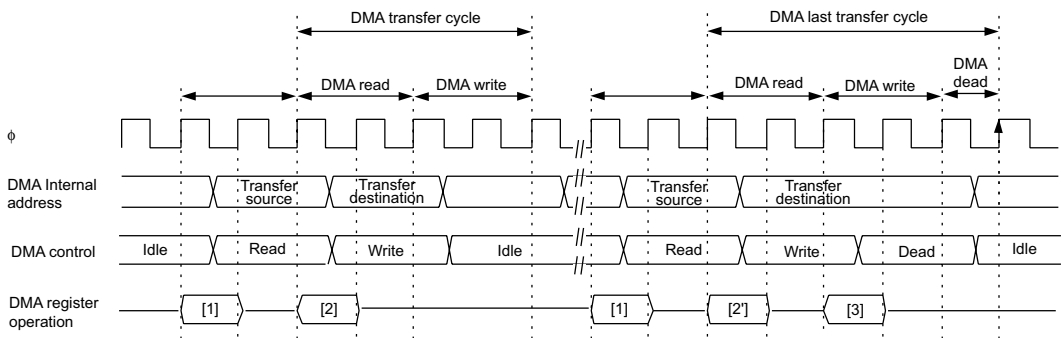 DMA transfer cycle
DMA last transfer cycle
DMA read
DMA write
DMA read
DMA write
DMA
dead
ϕ
DMA Internal
address
Transfer
source
Transfer
destination
Transfer
source
Transfer
destination
DMA control
Idle
Read
Write
Idle
Read
Write
Dead
Idle
DMA register
operation
[1]
[2]
[1]
[2']
[3]